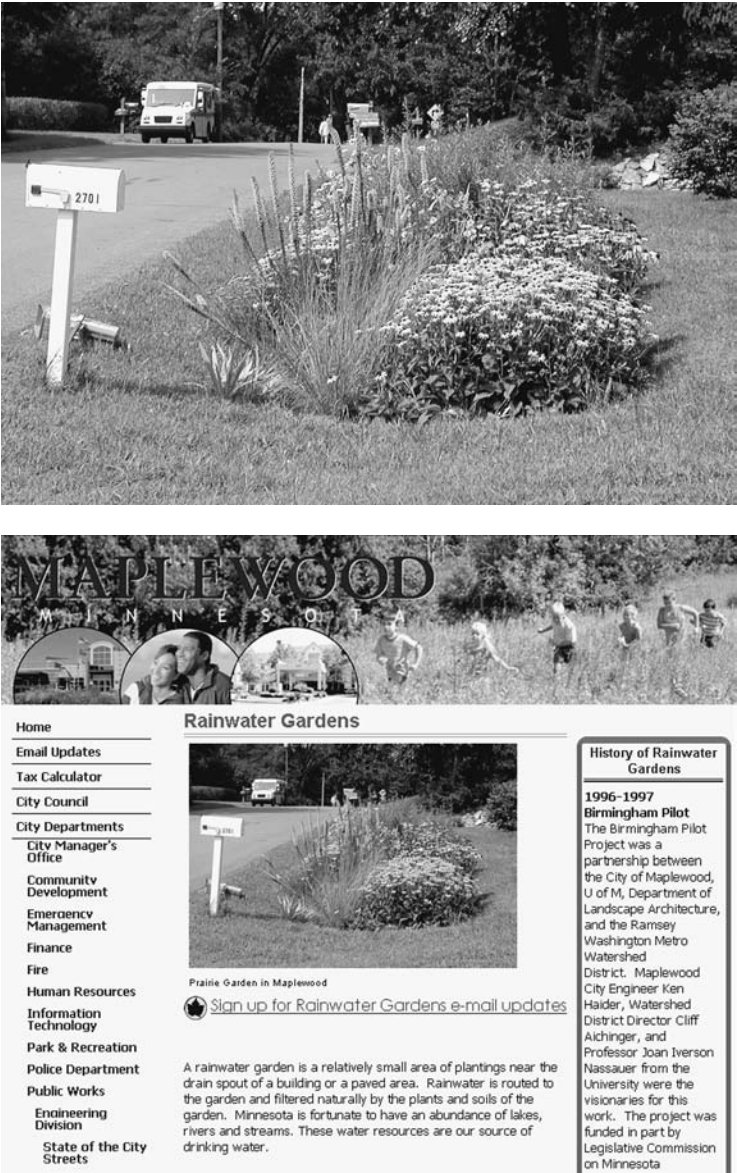 2701
MAPLEWOOD
MINNESOTA
Home
Email Updates
Tax Calculator
City Council
City Departments
City Manager's
Office
Community
Development
Emergency
Management
Finance
Fire
Human Resources
Information
Technology
Park & Recreation
Police Department
Public Works
Engineering
Division
State of the City
Streets
Rainwater Gardens
2701
Prairie Garden in Maplewood
Sign up for Rainwater Gardens e-mail updates
A rainwater garden is a relatively small area of plantings near the
drain spout of a building or a paved area.  Rainwater is routed to
the garden and filtered naturally by the plants and soils of the
garden.  Minnesota is fortunate to have an abundance of lakes,
rivers and streams. These water resources are our source of
drinking water.
History of Rainwater
Gardens
1996-1997
Birmingham Pilot
The Birmingham Pilot
Project was a
partnership between
the City of Maplewood,
U of M, Department of
Landscape Architecture,
and the Ramsey
Washington Metro
Watershed
District.  Maplewood
City Engineer Ken
Haider, Watershed
District Director Cliff
Aichinger, and
Professor Joan Iverson
Nassauer from the
University were the
visionaries for this
work.  The project was
funded in part by
Legislative Commission
on Minnesota